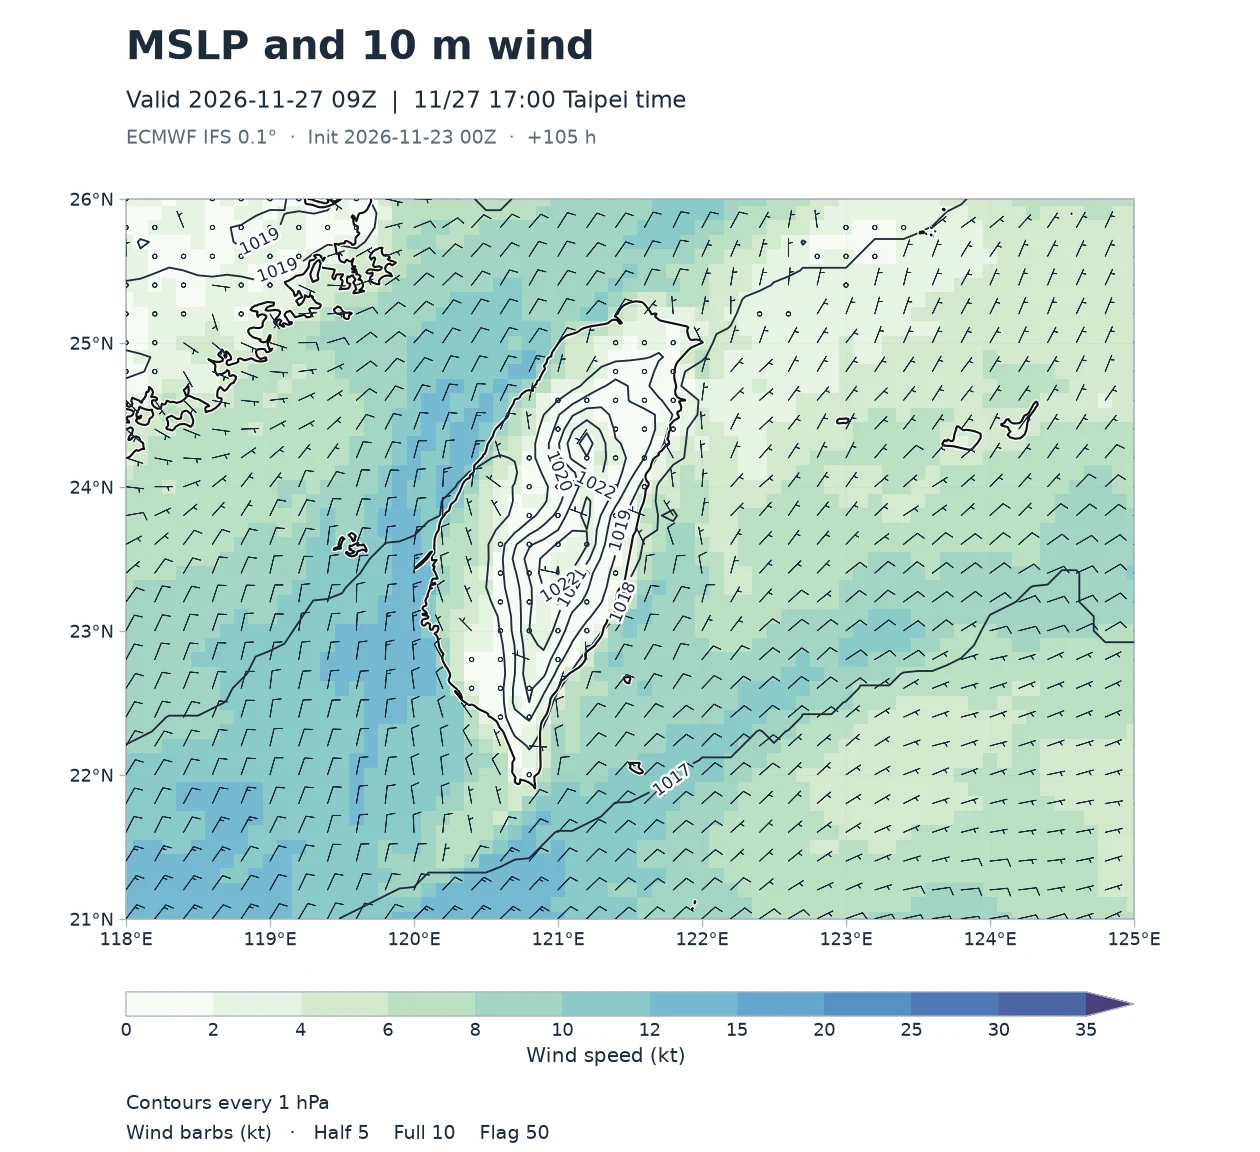 MSLP and 10 m wind
Valid 2026-11-27 09Z | 11/27 17:00 Taipei time
ECMWF IFS 0.1° · Init 2026-11-23 00Z · +105 h
26°N
25°N
24°N
23°N
22°N
21°N
1019
1019
1020
1022
1019
1022
1018
1017
118°E 119°E 120°E 121°E 122°E 123°E 124°E 125°E
0 2 4 6 8 10 12 15 20 25 30 35
Wind speed (kt)
Contours every 1 hPa
Wind barbs (kt) · Half 5 Full 10 Flag 50